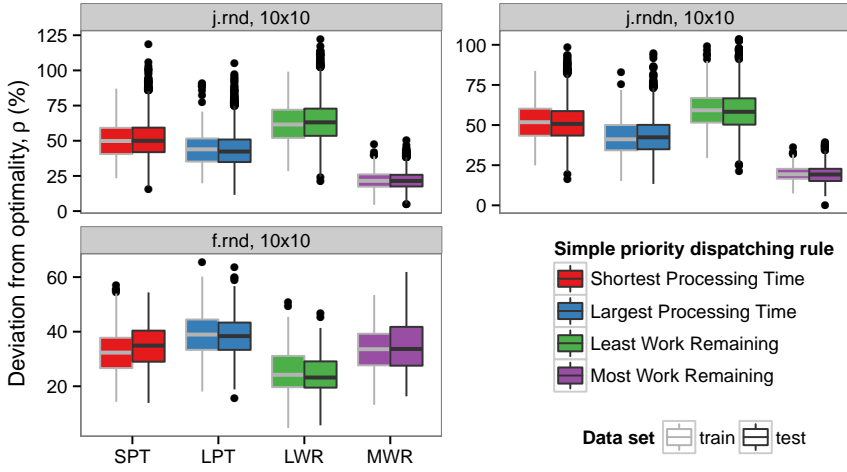 j.rnd, 10x10
j.rndn, 10x10
125
100
75
50
25
0
100
75
50
25
0
Deviation from optimality, ρ (%)
f.rnd, 10x10
60
40
20
SPT LPT LWR MWR
Simple priority dispatching rule
Shortest Processing Time
Largest Processing Time
Least Work Remaining
Most Work Remaining
Data set train test